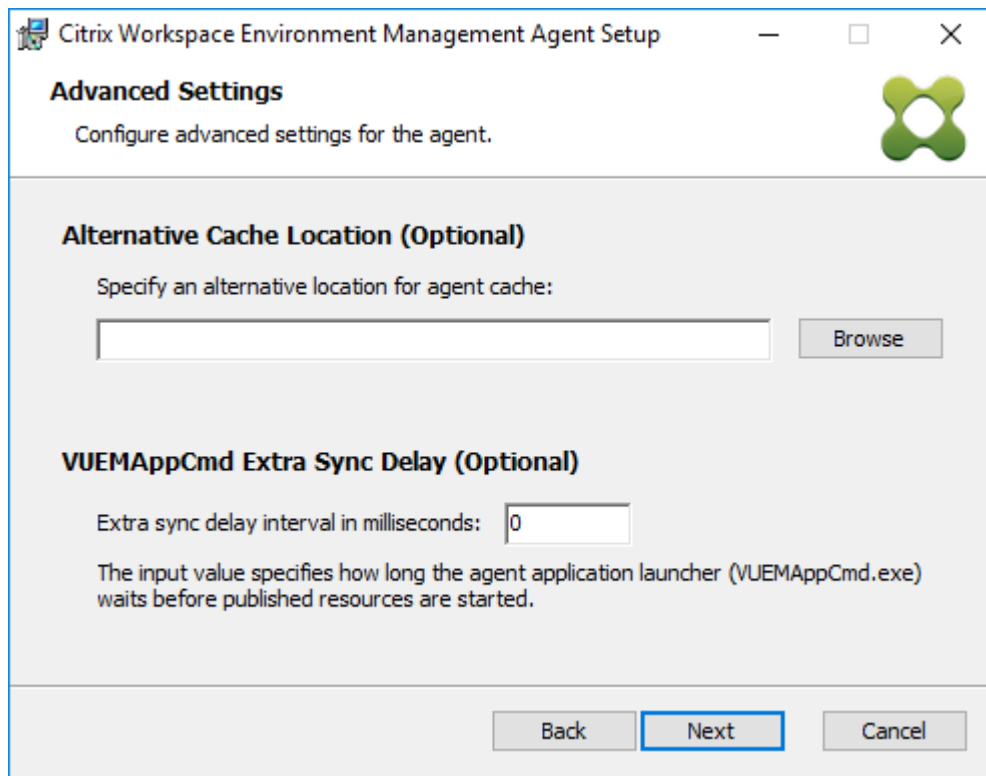 Citrix Workspace Environment Management Agent Setup
Advanced Settings
Configure advanced settings for the agent.
Alternative Cache Location (Optional)
Specify an alternative location for agent cache:
Browse
VUEMAppCmd Extra Sync Delay (Optional)
Extra sync delay interval in milliseconds: 0
The input value specifies how long the agent application launcher (VUEMAppCmd.exe)
waits before published resources are started.
Back Next Cancel